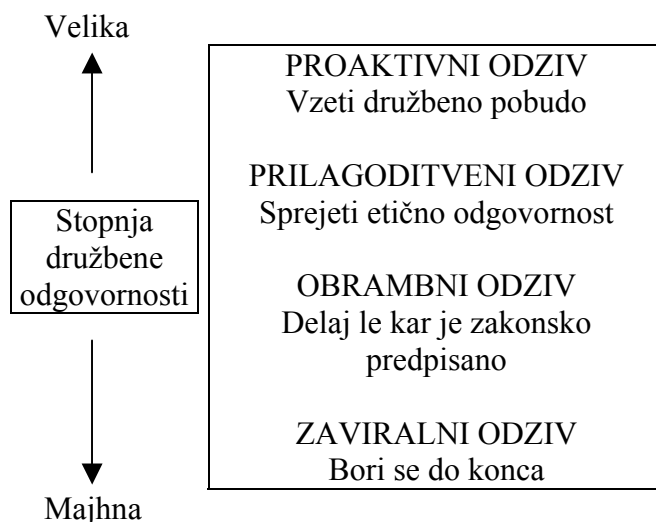 Velika
PROAKTIVNI ODZIV
Vzeti družbeno pobudo
PRILAGODITVENI ODZIV
Sprejeti etično odgovornost
Stopnja
družbene
odgovornosti
OBRAMBNI ODZIV
Delaj le kar je zakonsko
predpisano
ZAVIRALNI ODZIV
Bori se do konca
Majhna